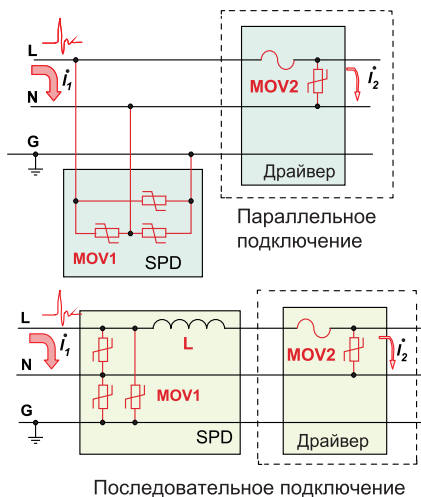 L
i1
N
MOV2
i2
G
Драйвер
MOV1
SPD
Параллельное
подключение
L
i1
L
MOV2
i2
N
MOV1
G
SPD
Драйвер
Последовательное подключение